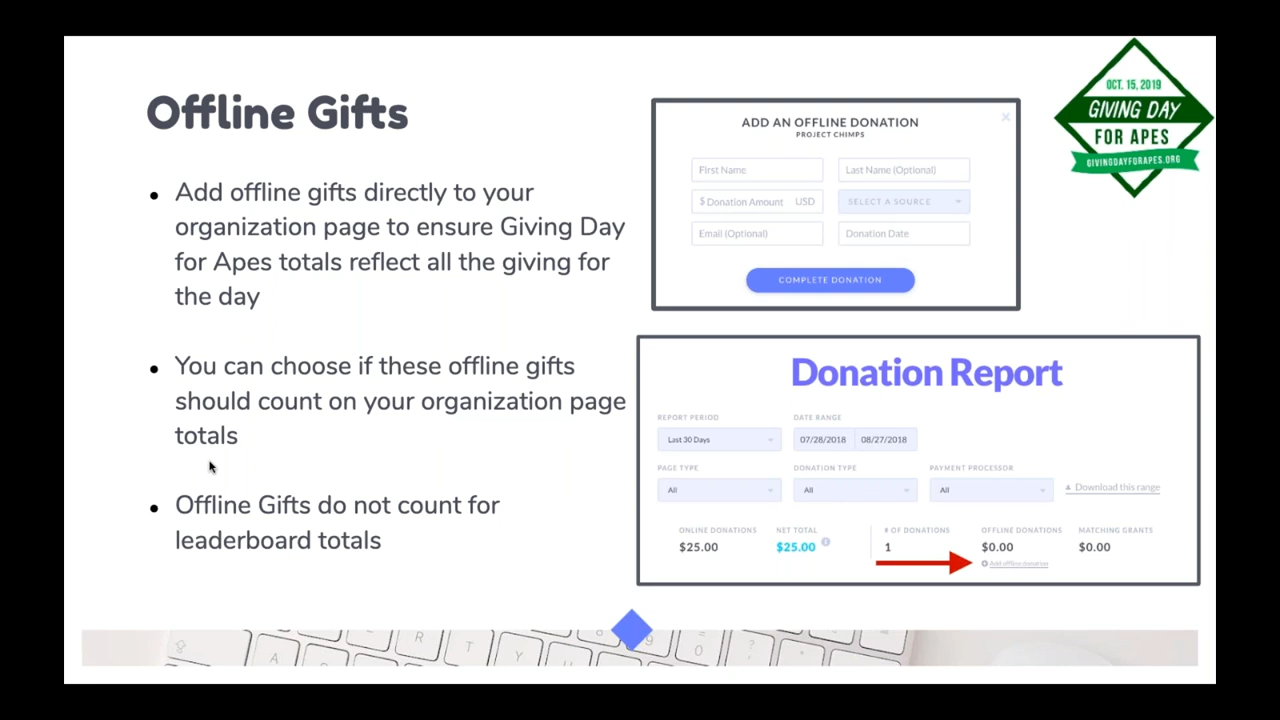 Offline Gifts
Add offline gifts directly to your
organization page to ensure Giving Day
for Apes totals reflect all the giving for
the day
You can choose if these offline gifts
should count on your organization page
totals
Offline Gifts do not count for
leaderboard totals
ADD AN OFFLINE DONATION
PROJECT CHIMPS
First Name
Last Name (Optional)
$ Donation Amount USD
SELECT A SOURCE
Email (Optional)
Donation Date
COMPLETE DONATION
OCT. 15, 2019
GIVING DAY
FOR APES
GIVINGDAYFORAPES.ORG
Donation Report
REPORT PERIOD
DATE RANGE
Last 30 Days
07/28/2018
08/27/2018
PAGE TYPE
DONATION TYPE
PAYMENT PROCESSOR
All
All
All
Download this range
ONLINE DONATIONS
NET TOTAL
# OF DONATIONS
OFFLINE DONATIONS
MATCHING GRANTS
$25.00
$25.00
1
$0.00
$0.00
Add offline donation
R
T
9
0
?
A
Y